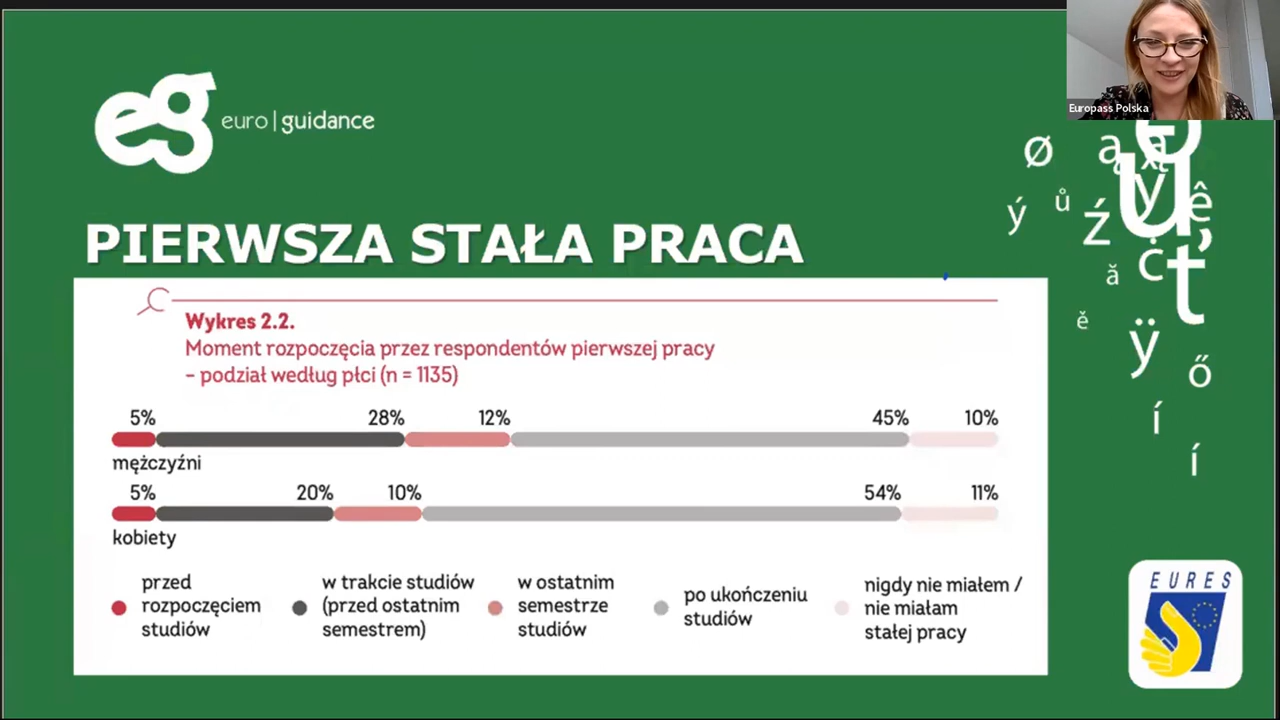 eg euro | guidance
Europass Polska
PIERWSZA STAŁA PRACA
Wykres 2.2.
Moment rozpoczęcia przez respondentów pierwszej pracy
– podział według płci (n = 1135)
5% 28% 12% 45% 10%
mężczyźni
5% 20% 10% 54% 11%
kobiety
przed
rozpoczęciem
studiów
w trakcie studiów
(przed ostatnim
semestrem)
w ostatnim
semestrze
studiów
po ukończeniu
studiów
nigdy nie miałem /
nie miałam
stałej pracy
ø ą
ý ů ź y ê
u
ă ç t
ě
ÿ
ő
í
í
EURES